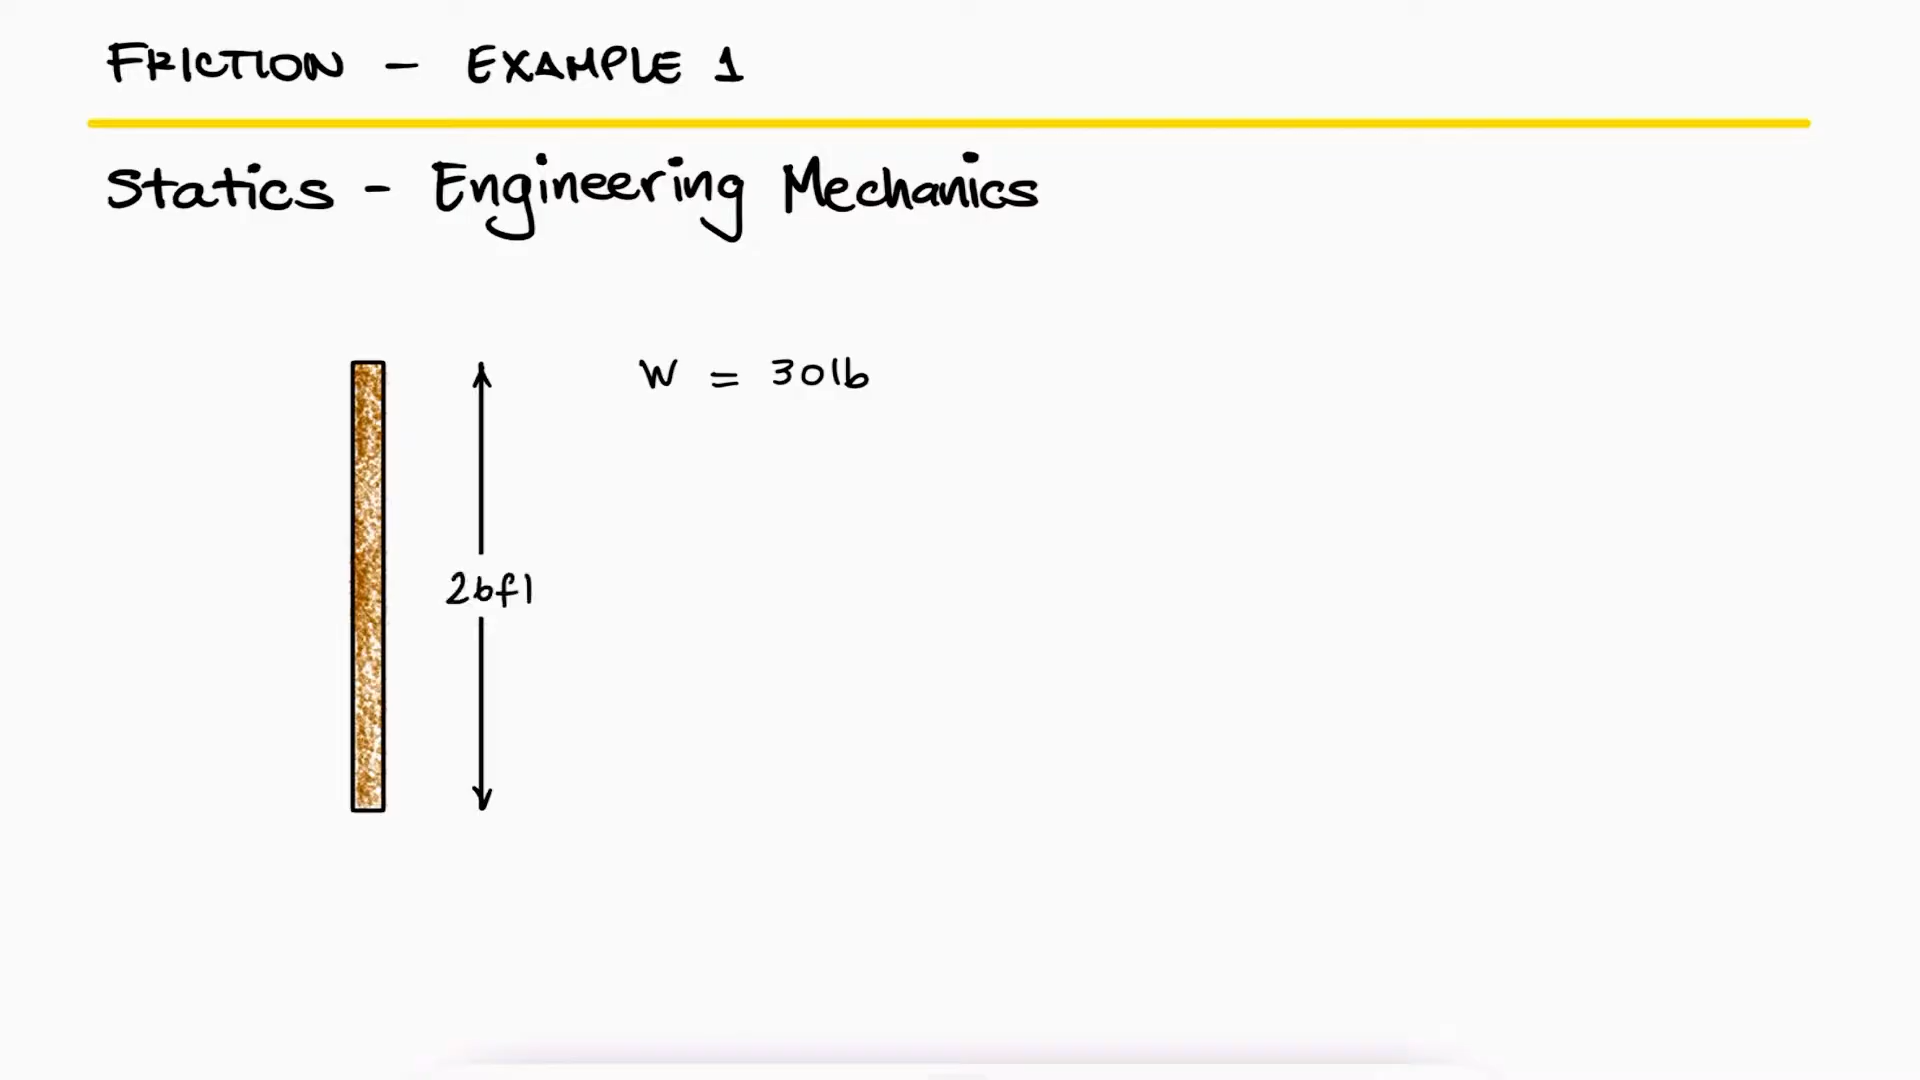 FRICTION - EXAMPLE 1
Statics - Engineering Mechanics
W = 30lb
26ft